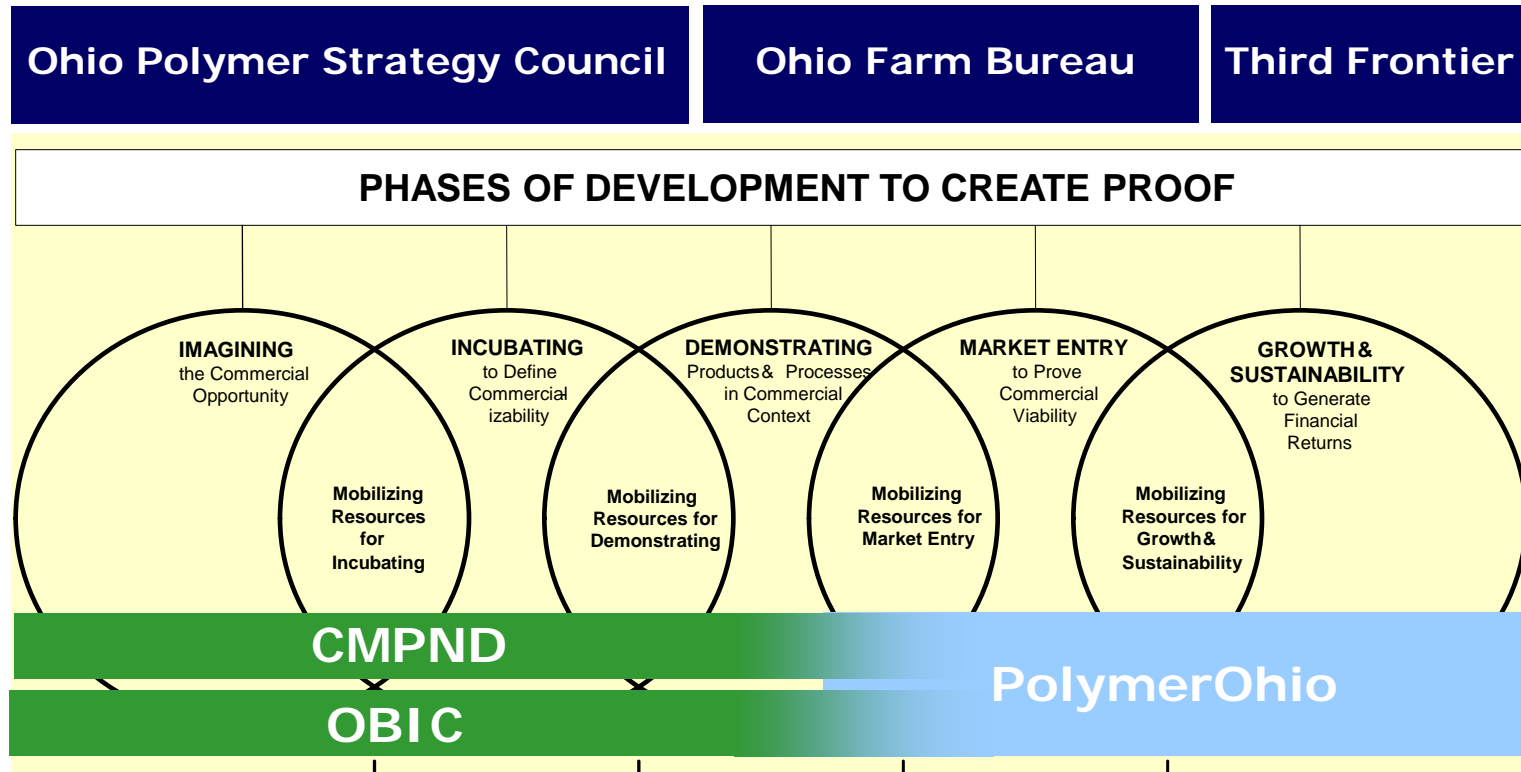 Ohio Polymer Strategy Council
Ohio Farm Bureau
Third Frontier
PHASES OF DEVELOPMENT TO CREATE PROOF
IMAGINING
the Commercial
Opportunity
INCUBATING
to Define
Commercial-
izability
DEMONSTRATING
Products & Processes
in Commercial
Context
MARKET ENTRY
to Prove
Commercial
Viability
GROWTH &
SUSTAINABILITY
to Generate
Financial
Returns
Mobilizing
Resources
for
Incubating
Mobilizing
Resources for
Demonstrating
Mobilizing
Resources for
Market Entry
Mobilizing
Resources for
Growth &
Sustainability
CMPND
PolymerOhio
OBIC